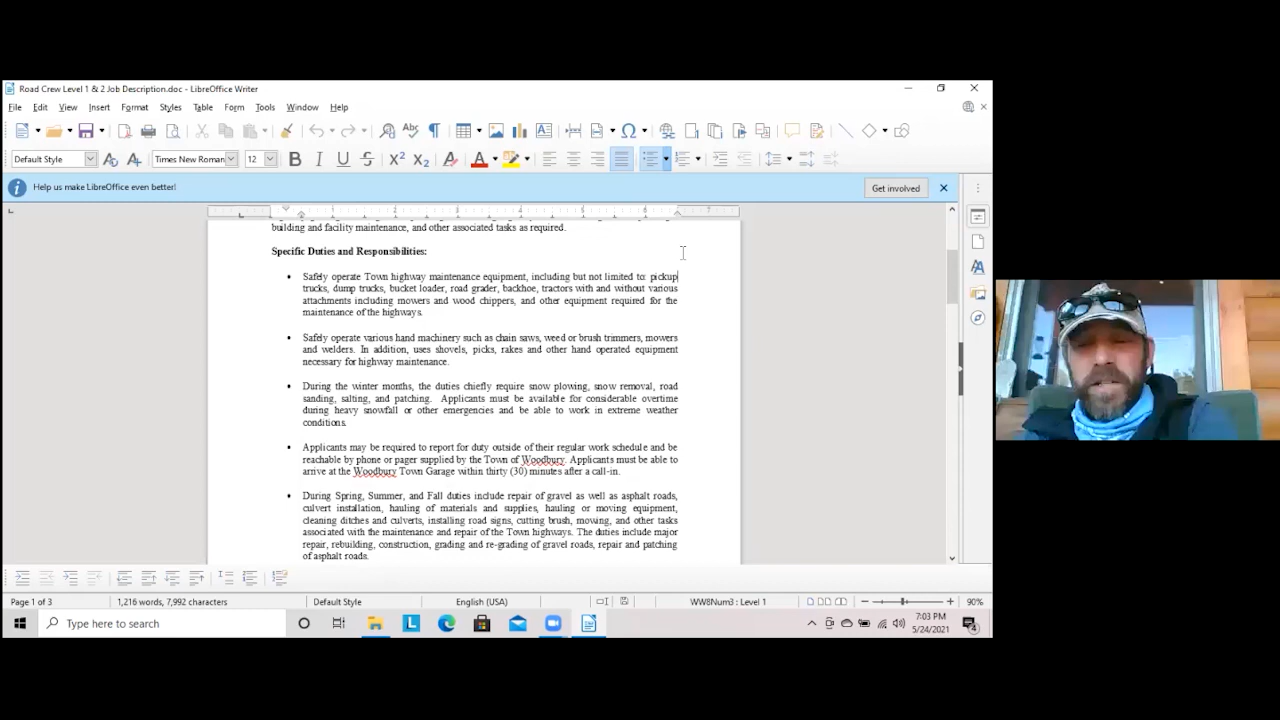 Road Crew Level 1 & 2 Job Description.doc - LibreOffice Writer
File Edit View Insert Format Styles Table Form Tools Window Help
Default Style Times New Roman 12
Help us make LibreOffice even better! Get involved
1 2 3 4 5 6 7
building and facility maintenance, and other associated tasks as required.
Specific Duties and Responsibilities:
• Safely operate Town highway maintenance equipment, including but not limited to: pickup
trucks, dump trucks, bucket loader, road grader, backhoe, tractors with and without various
attachments including mowers and wood chippers, and other equipment required for the
maintenance of the highways.
• Safely operate various hand machinery such as chain saws, weed or brush trimmers, mowers
and welders. In addition, uses shovels, picks, rakes and other hand operated equipment
necessary for highway maintenance.
• During the winter months, the duties chiefly require snow plowing, snow removal, road
sanding, salting, and patching. Applicants must be available for considerable overtime
during heavy snowfall or other emergencies and be able to work in extreme weather
conditions.
• Applicants may be required to report for duty outside of their regular work schedule and be
reachable by phone or pager supplied by the Town of Woodbury. Applicants must be able to
arrive at the Woodbury Town Garage within thirty (30) minutes after a call-in.
• During Spring, Summer, and Fall duties include repair of gravel as well as asphalt roads,
culvert installation, hauling of materials and supplies, hauling or moving equipment,
cleaning ditches and culverts, installing road signs, cutting brush, mowing, and other tasks
associated with the maintenance and repair of the Town highways. The duties include major
repair, rebuilding, construction, grading and re-grading of gravel roads, repair and patching
of asphalt roads.
Page 1 of 3 1,216 words, 7,992 characters Default Style English (USA) WW8Num3 : Level 1 90%
Type here to search
7:03 PM
5/24/2021